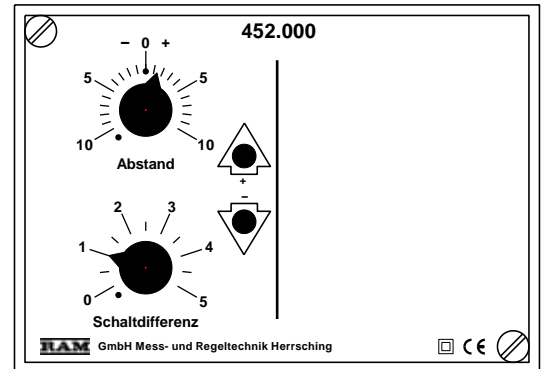 452.000
− 0 +
5 5
10 10
Abstand
+
−
2 3
1 4
0 5
Schaltdifferenz
RAM GmbH Mess- und Regeltechnik Herrsching CE